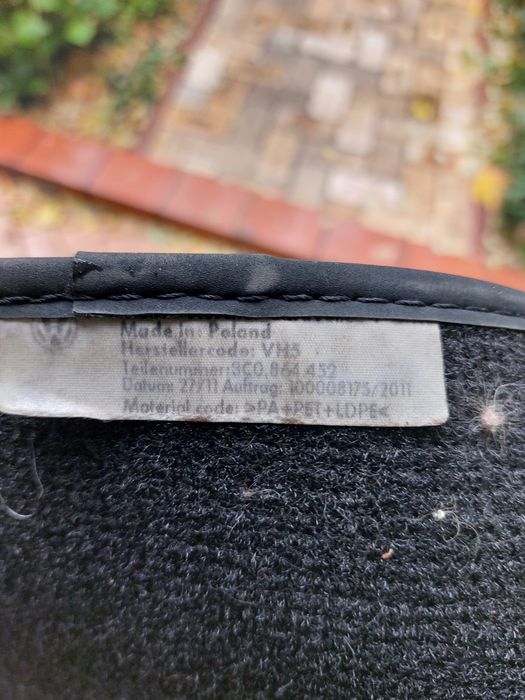 Made in: Poland
Herstellercode: VH5
Teilenummer:3C0.864.452
Datum: 27/11 Auftrag: 100008175/2011
Material code: >PA+PET+LDPE<